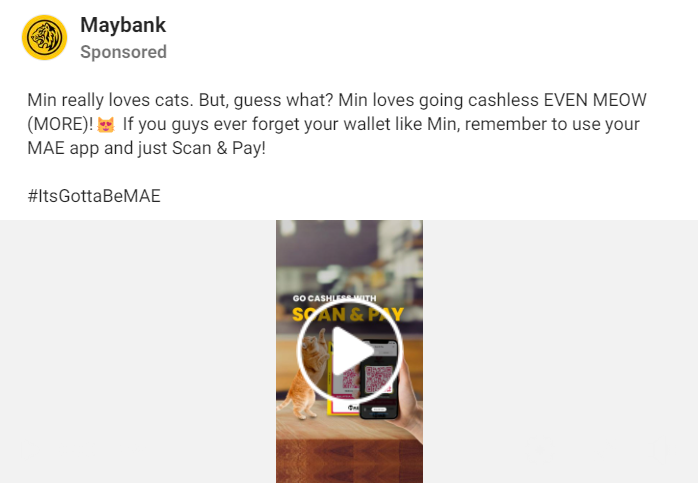 Maybank
Sponsored
Min really loves cats. But, guess what? Min loves going cashless EVEN MEOW
(MORE)! 😻 If you guys ever forget your wallet like Min, remember to use your
MAE app and just Scan & Pay!
#ItsGottaBeMAE
GO CASHLESS WITH
SCAN & PAY